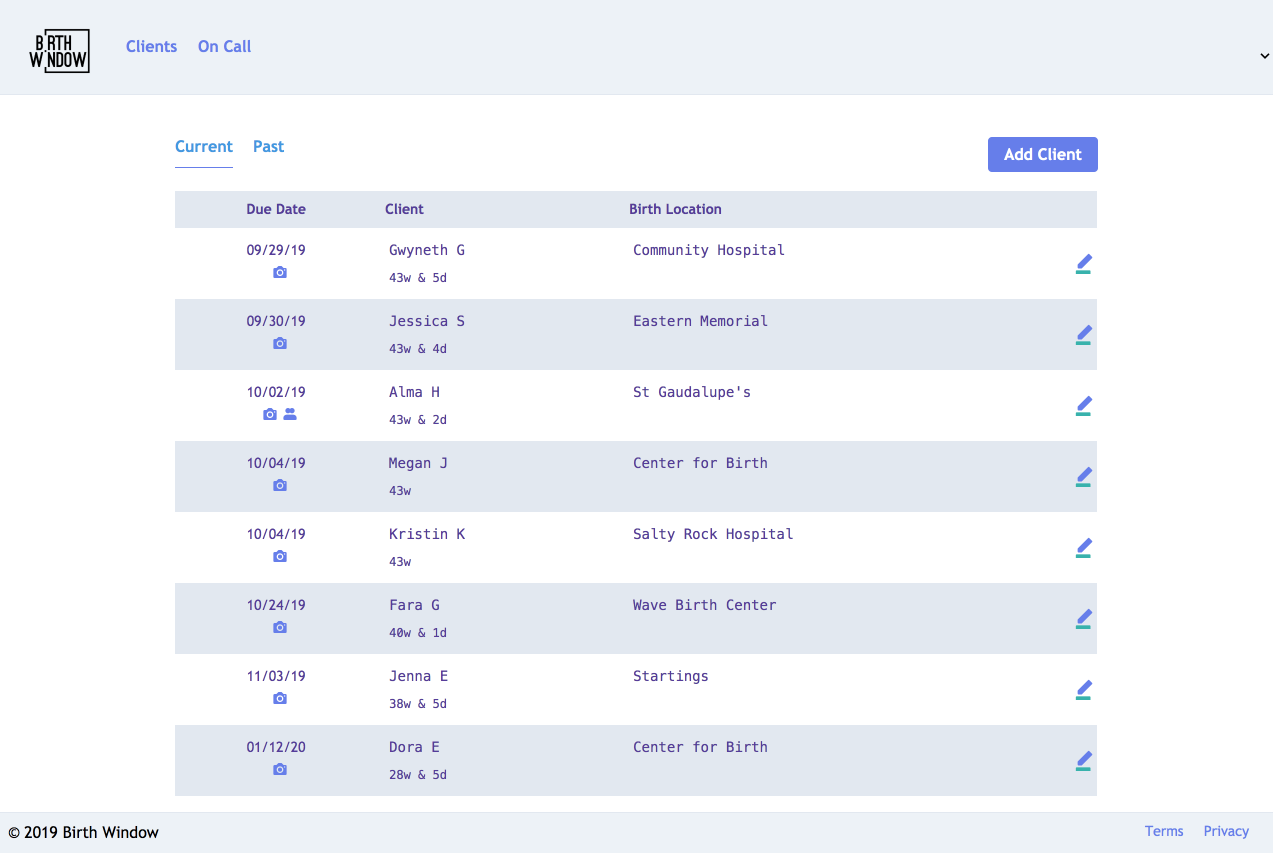 BIRTH
WINDOW
Clients On Call
Current Past
Add Client
Due Date Client Birth Location
09/29/19 Gwyneth G Community Hospital
43w & 5d
09/30/19 Jessica S Eastern Memorial
43w & 4d
10/02/19 Alma H St Gaudalupe's
43w & 2d
10/04/19 Megan J Center for Birth
43w
10/04/19 Kristin K Salty Rock Hospital
43w
10/24/19 Fara G Wave Birth Center
40w & 1d
11/03/19 Jenna E Startings
38w & 5d
01/12/20 Dora E Center for Birth
28w & 5d
© 2019 Birth Window Terms Privacy